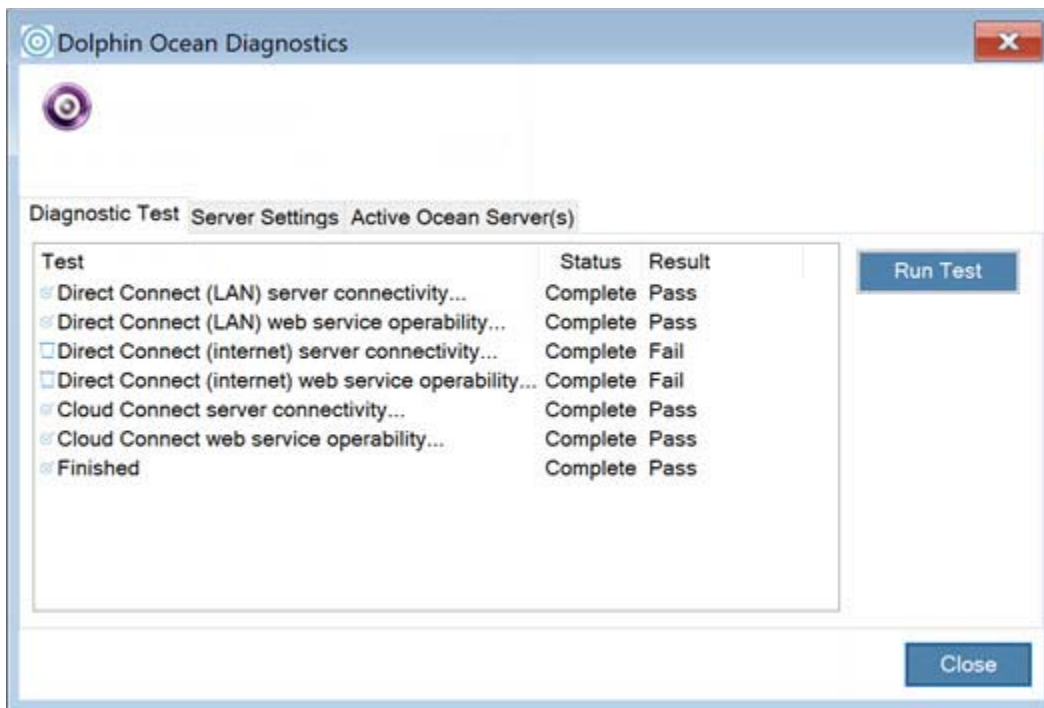 Dolphin Ocean Diagnostics
Diagnostic Test Server Settings Active Ocean Server(s)
Test Status Result
Direct Connect (LAN) server connectivity... Complete Pass
Direct Connect (LAN) web service operability... Complete Pass
Direct Connect (internet) server connectivity... Complete Fail
Direct Connect (internet) web service operability... Complete Fail
Cloud Connect server connectivity... Complete Pass
Cloud Connect web service operability... Complete Pass
Finished Complete Pass
Run Test
Close